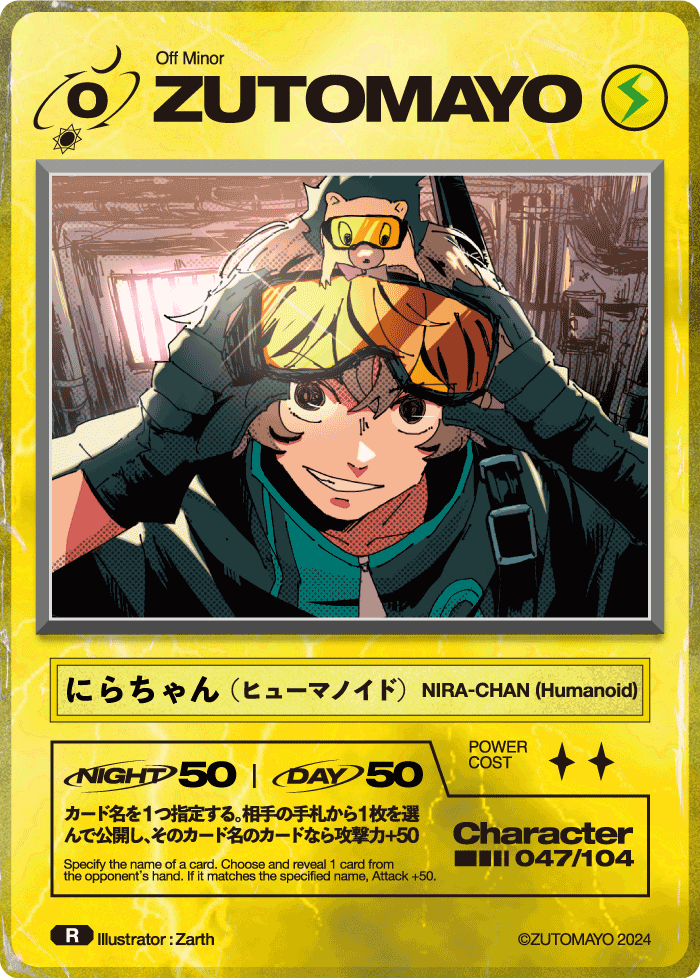 Off Minor
ZUTOMAYO
にらちゃん（ヒューマノイド） NIRA-CHAN (Humanoid)
NIGHT 50 | DAY 50
カード名を1つ指定する。相手の手札から1枚を選
んで公開し、そのカード名のカードなら攻撃力+50
Specify the name of a card. Choose and reveal 1 card from
the opponent's hand. If it matches the specified name, Attack +50.
POWER
COST
Character
047/104
R Illustrator : Zarth
©ZUTOMAYO 2024